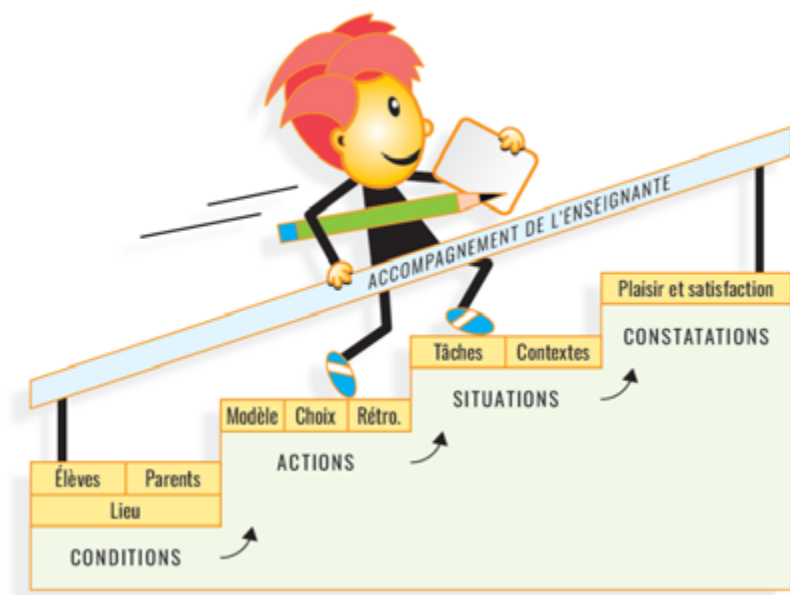 ACCOMPAGNEMENT DE L'ENSEIGNANTE
Plaisir et satisfaction
CONSTATATIONS
Tâches Contextes
SITUATIONS
Modèle Choix Rétro.
ACTIONS
Élèves Parents
Lieu
CONDITIONS